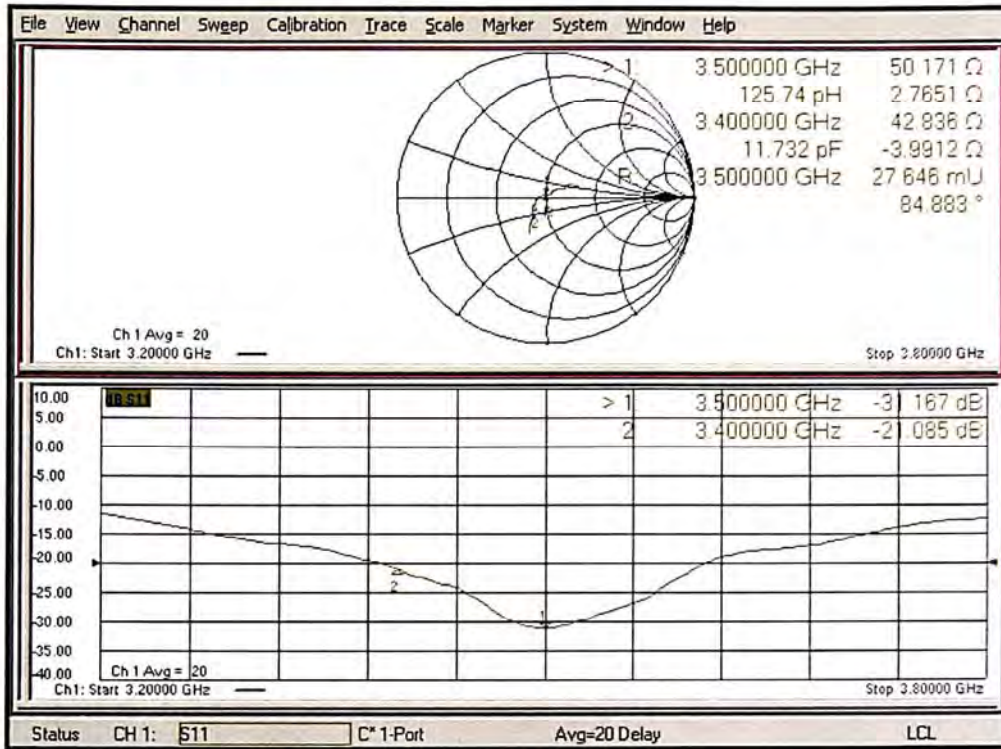 File View Channel Sweep Calibration Trace Scale Marker System Window Help
> 1 3.500000 GHz 50.171 Ω
125.74 pH 2.7651 Ω
2 3.400000 GHz 42.836 Ω
11.732 pF -3.9912 Ω
R 3.500000 GHz 27.646 mU
84.883 °
2
Ch 1 Avg = 20
Ch1: Start 3.20000 GHz Stop 3.80000 GHz
dB S11
> 1 3.500000 GHz -31.167 dB
2 3.400000 GHz -21.085 dB
10.00
5.00
0.00
-5.00
-10.00
-15.00
-20.00
-25.00
-30.00
-35.00
-40.00
2
1
Ch 1 Avg = 20
Ch1: Start 3.20000 GHz Stop 3.80000 GHz
Status CH 1: S11 C* 1-Port Avg=20 Delay LCL